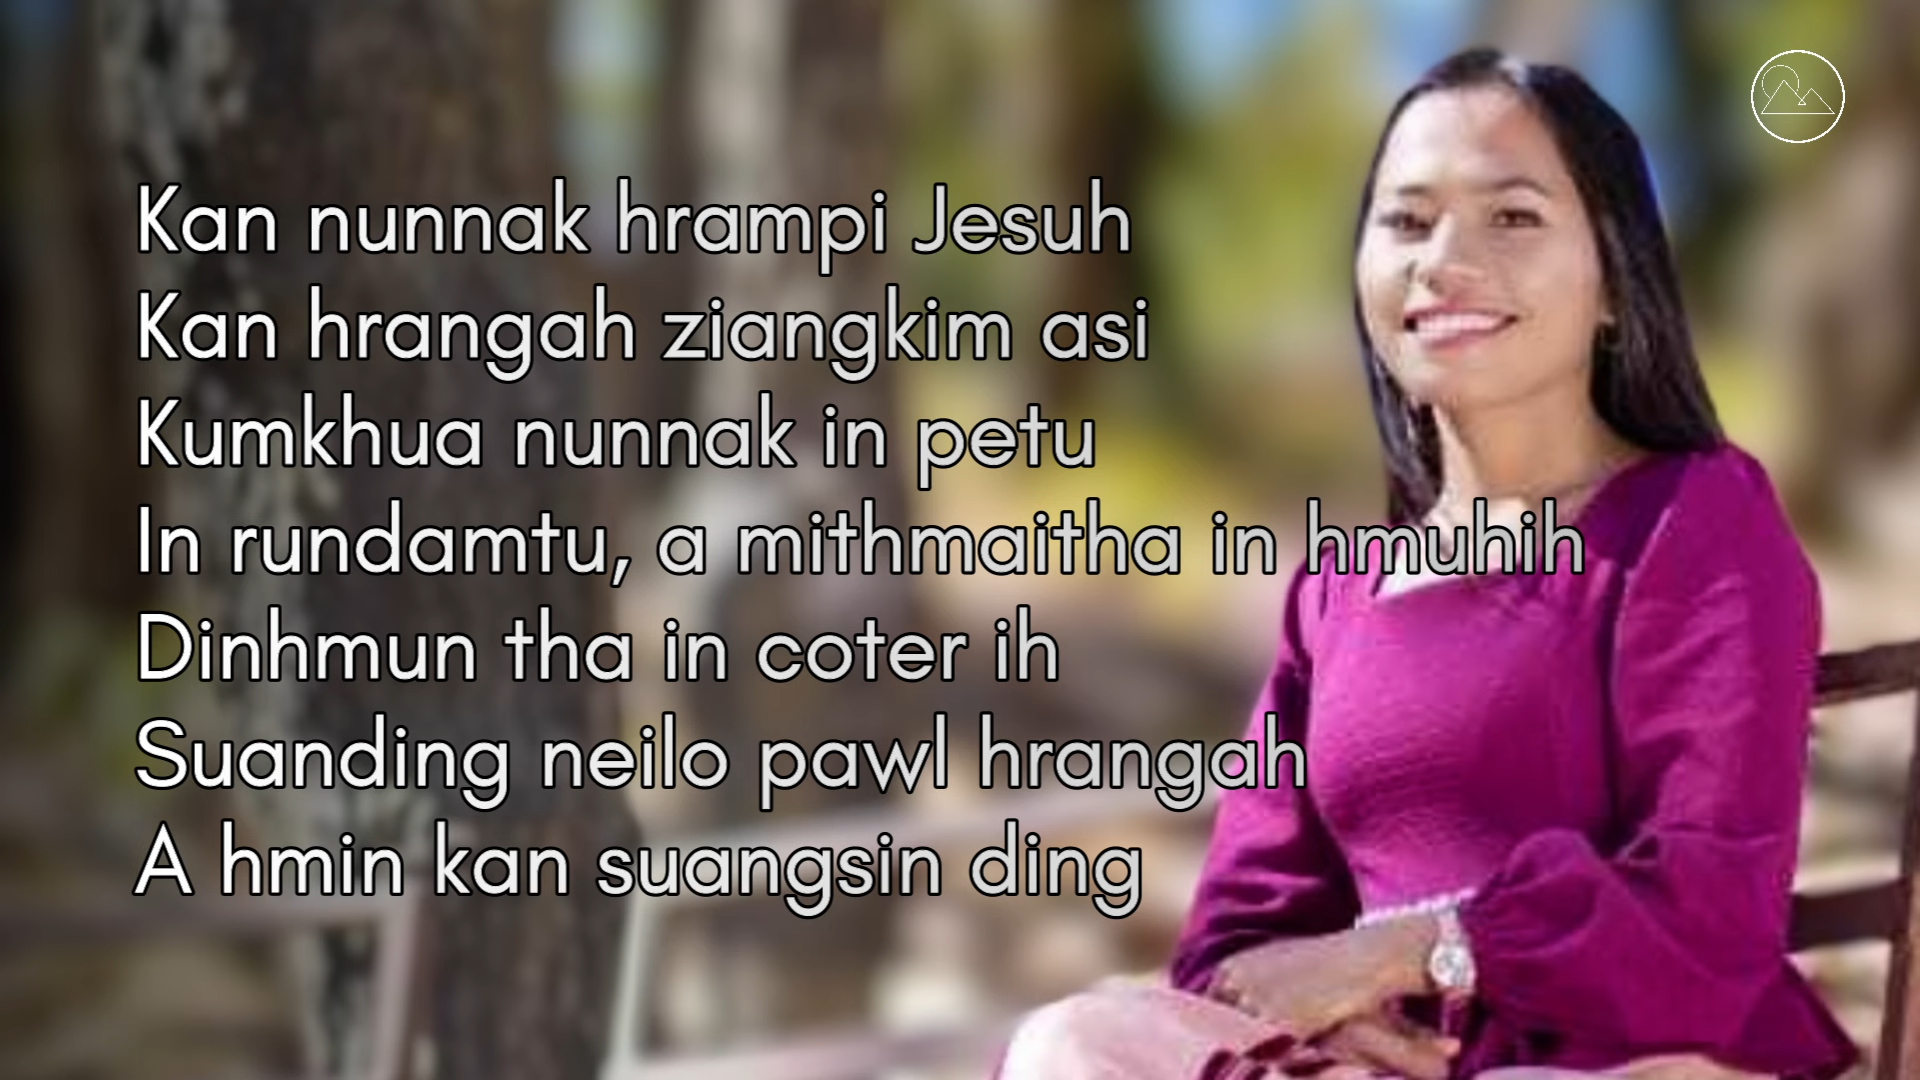 Kan nunnak hrampi Jesuh
Kan hrangah ziangkim asi
Kumkhua nunnak in petu
In rundamtu, a mithmaitha in hmuhih
Dinhmun tha in coter ih
Suanding neilo pawl hrangah
A hmin kan suangsin ding